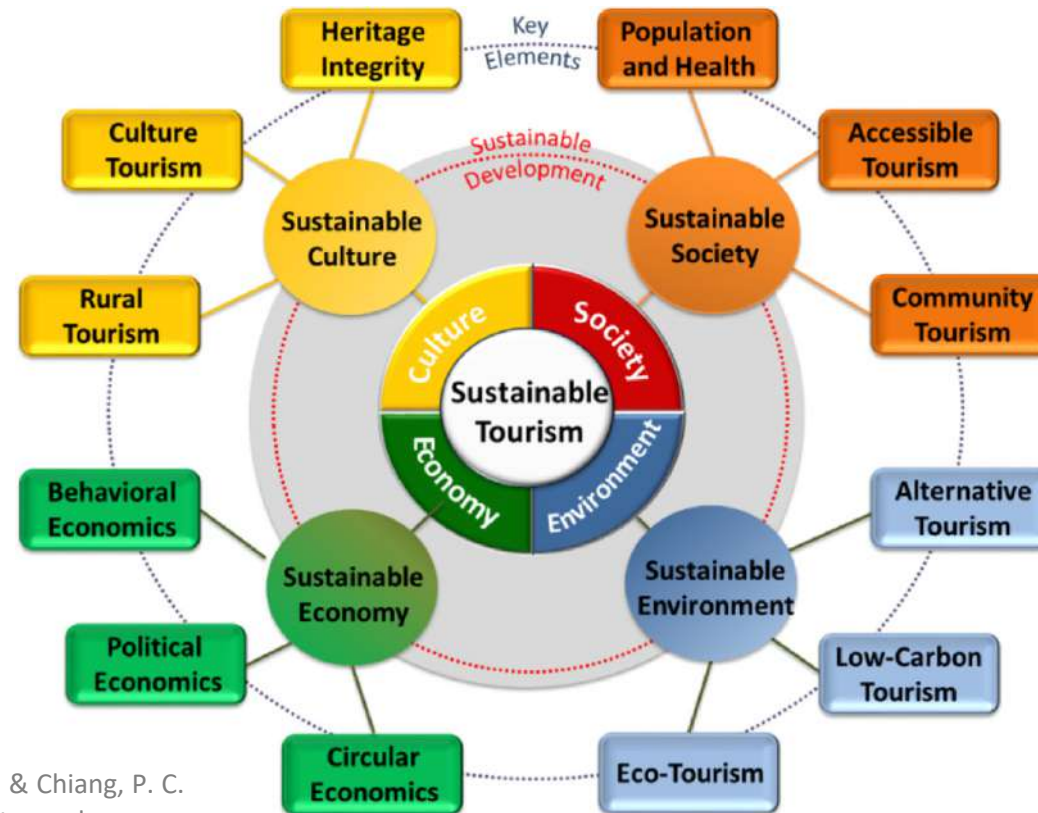 Heritage
Integrity
Key
Elements
Population
and Health
Culture
Tourism
Sustainable
Development
Accessible
Tourism
Sustainable
Culture
Sustainable
Society
Rural
Tourism
Community
Tourism
Culture
Society
Sustainable
Tourism
Economy
Environment
Behavioral
Economics
Alternative
Tourism
Sustainable
Economy
Sustainable
Environment
Political
Economics
Low-Carbon
Tourism
Circular
Economics
Eco-Tourism
& Chiang, P. C.